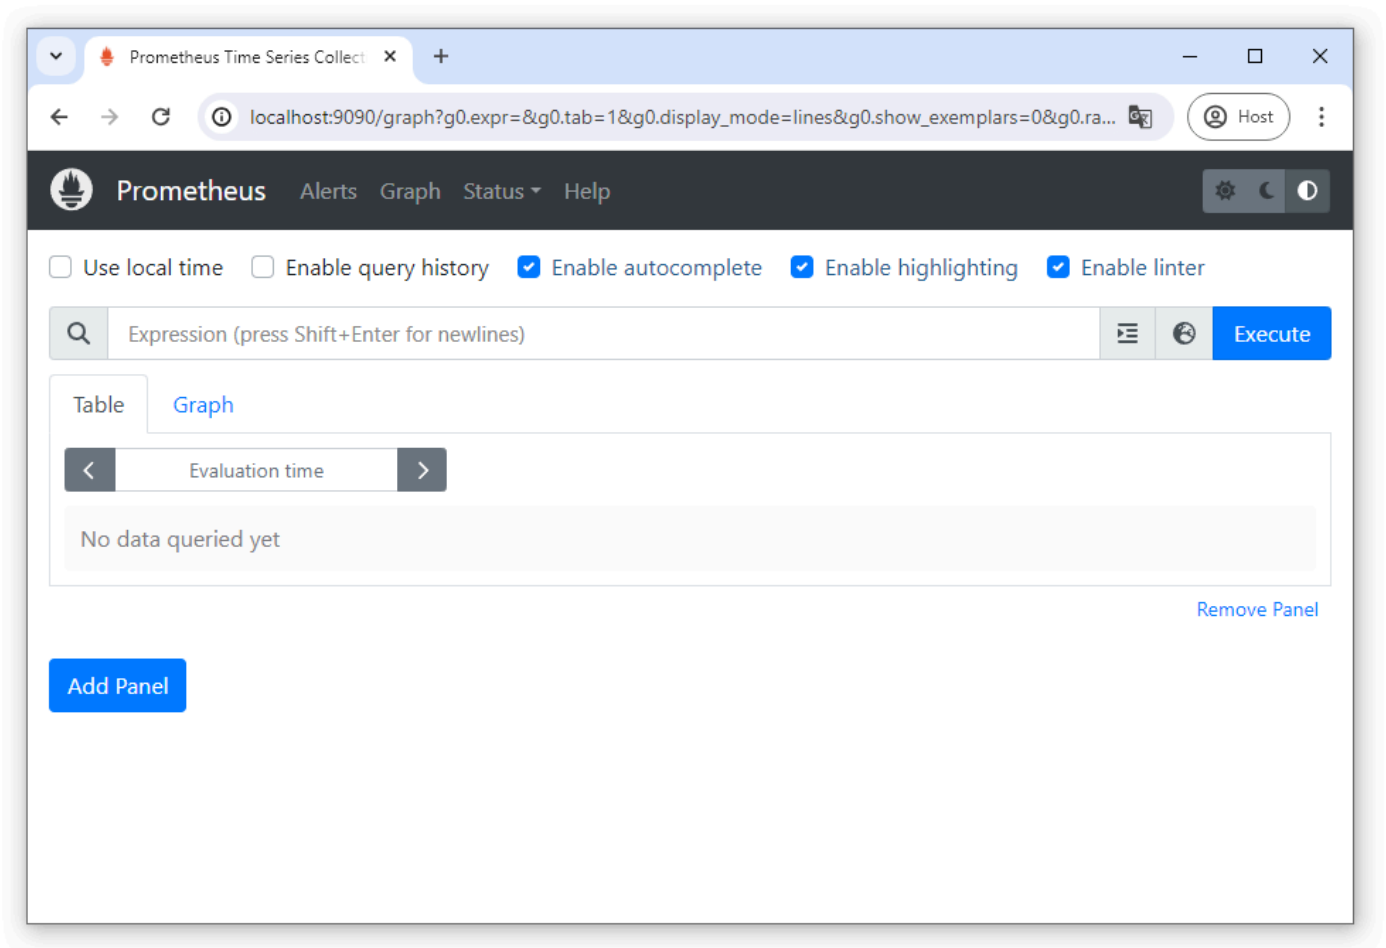 Prometheus Time Series Collect
localhost:9090/graph?g0.expr=&g0.tab=1&g0.display_mode=lines&g0.show_exemplars=0&g0.ra... Host
Prometheus Alerts Graph Status Help
Use local time Enable query history Enable autocomplete Enable highlighting Enable linter
Expression (press Shift+Enter for newlines) Execute
Table Graph
Evaluation time
No data queried yet
Remove Panel
Add Panel